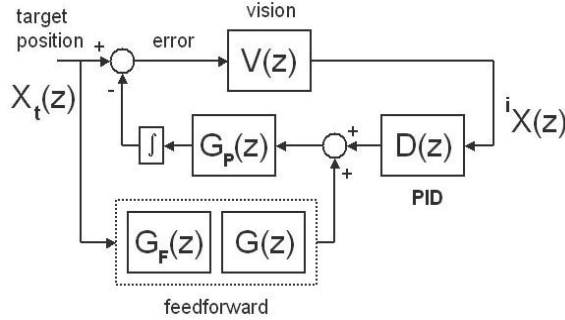 target
position
error
vision
+
-
V(z)
X_t(z)
∫
G_P(z)
+
+
D(z)
ⁱX(z)
PID
G_F(z)
G(z)
feedforward